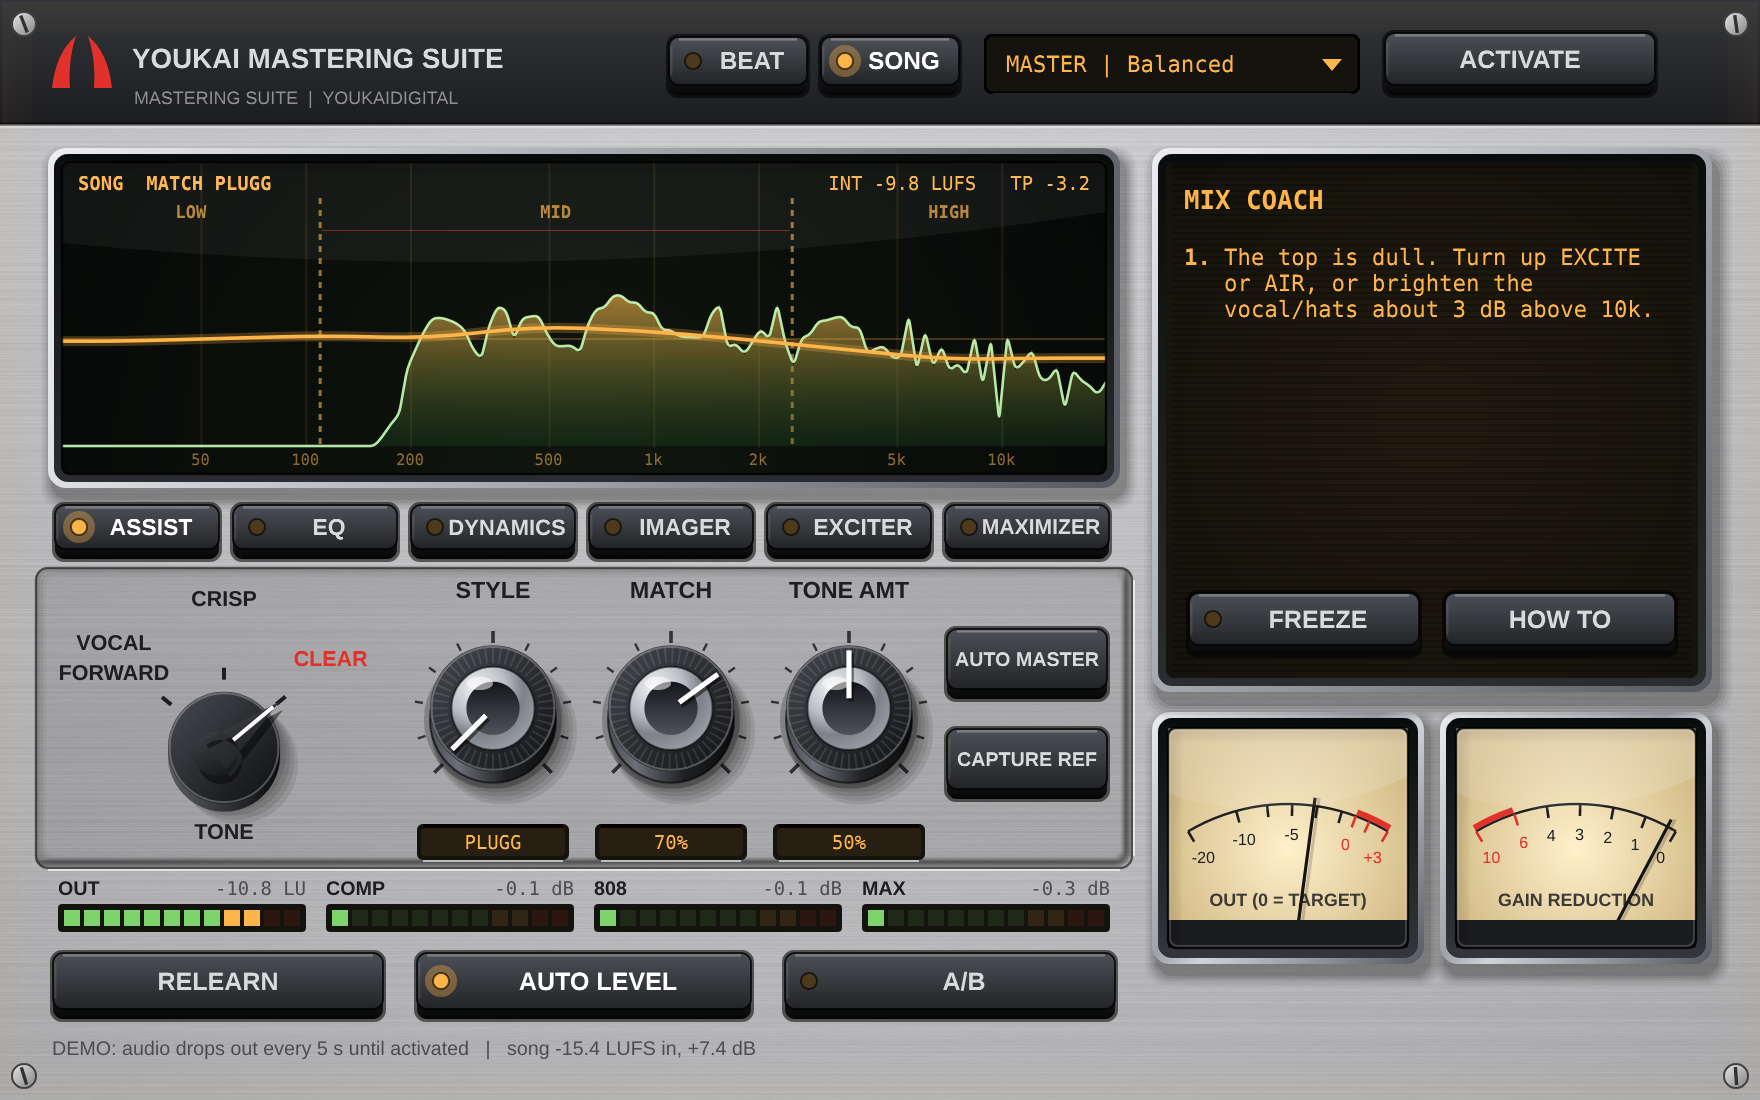 YOUKAI MASTERING SUITE
MASTERING SUITE | YOUKAIDIGITAL
BEAT
SONG
MASTER | Balanced
ACTIVATE
SONG MATCH PLUGG
INT -9.8 LUFS TP -3.2
LOW MID HIGH
50 100 200 500 1k 2k 5k 10k
MIX COACH
1. The top is dull. Turn up EXCITE
or AIR, or brighten the
vocal/hats about 3 dB above 10k.
FREEZE
HOW TO
ASSIST
EQ
DYNAMICS
IMAGER
EXCITER
MAXIMIZER
CRISP
VOCAL
FORWARD
CLEAR
TONE
STYLE
MATCH
TONE AMT
PLUGG
70%
50%
AUTO MASTER
CAPTURE REF
-20 -10 -5 0 +3
OUT (0 = TARGET)
10 6 4 3 2 1 0
GAIN REDUCTION
OUT -10.8 LU
COMP -0.1 dB
808 -0.1 dB
MAX -0.3 dB
RELEARN
AUTO LEVEL
A/B
DEMO: audio drops out every 5 s until activated | song -15.4 LUFS in, +7.4 dB